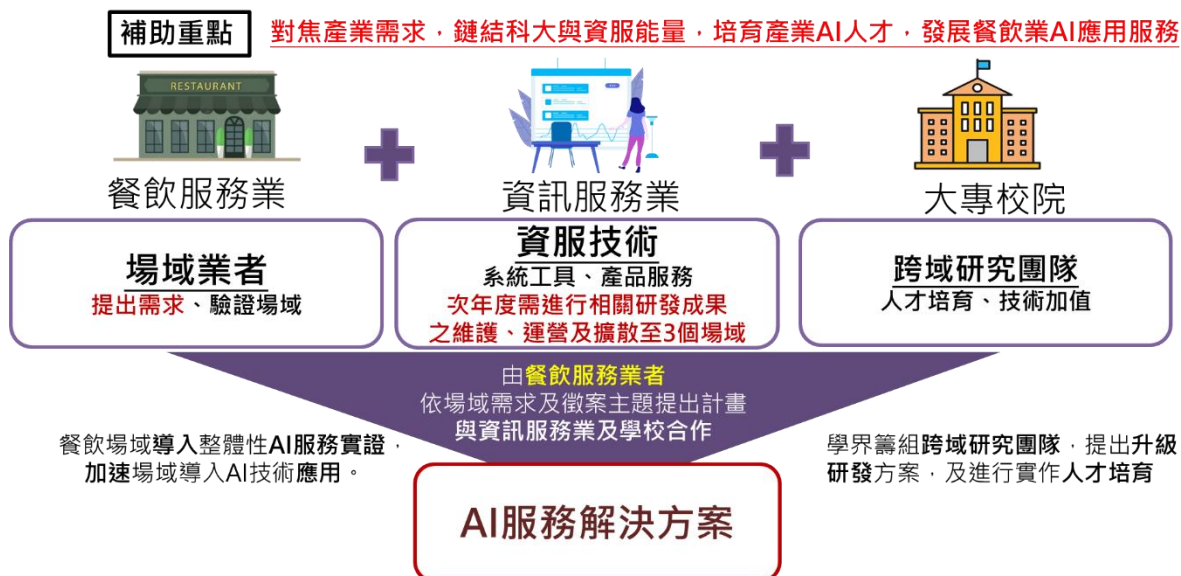 補助重點
對焦產業需求，鏈結科大與資服能量，培育產業AI人才，發展餐飲業AI應用服務
RESTAURANT
餐飲服務業
資訊服務業
大專校院
場域業者
提出需求、驗證場域
資服技術
系統工具、產品服務
次年度需進行相關研發成果
之維護、運營及擴散至3個場域
跨域研究團隊
人才培育、技術加值
由餐飲服務業者
依場域需求及徵案主題提出計畫
與資訊服務業及學校合作
餐飲場域導入整體性AI服務實證，
加速場域導入AI技術應用。
學界籌組跨域研究團隊，提出升級
研發方案，及進行實作人才培育
AI服務解決方案